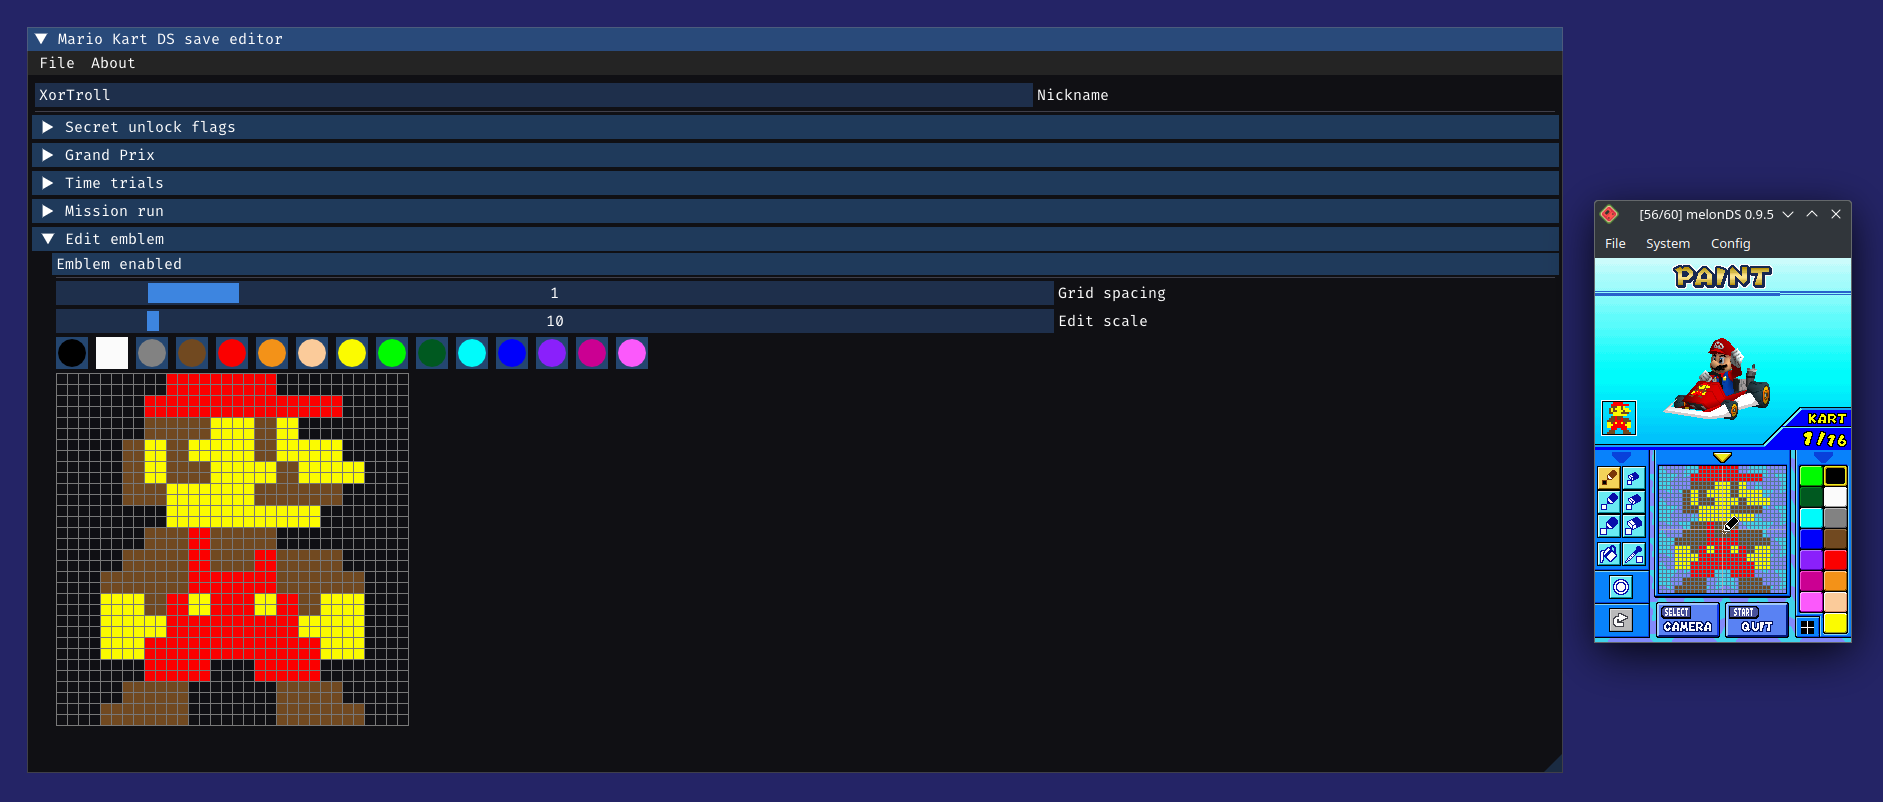 Mario Kart DS save editor
File About
XorTroll Nickname
Secret unlock flags
Grand Prix
Time trials
Mission run
Edit emblem
Emblem enabled
1 Grid spacing
10 Edit scale
[56/60] melonDS 0.9.5
File System Config
PAINT
KART
1/16
SELECT
CAMERA
START
QUIT